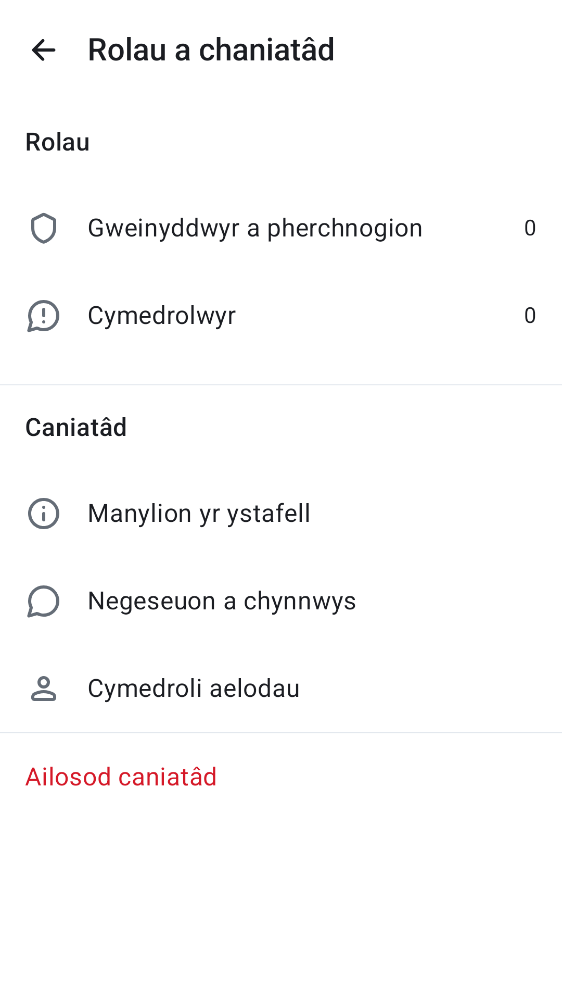 Rolau a chaniatâd
Rolau
Gweinyddwyr a pherchnogion 0
Cymedrolwyr 0
Caniatâd
Manylion yr ystafell
Negeseuon a chynnwys
Cymedroli aelodau
Ailosod caniatâd